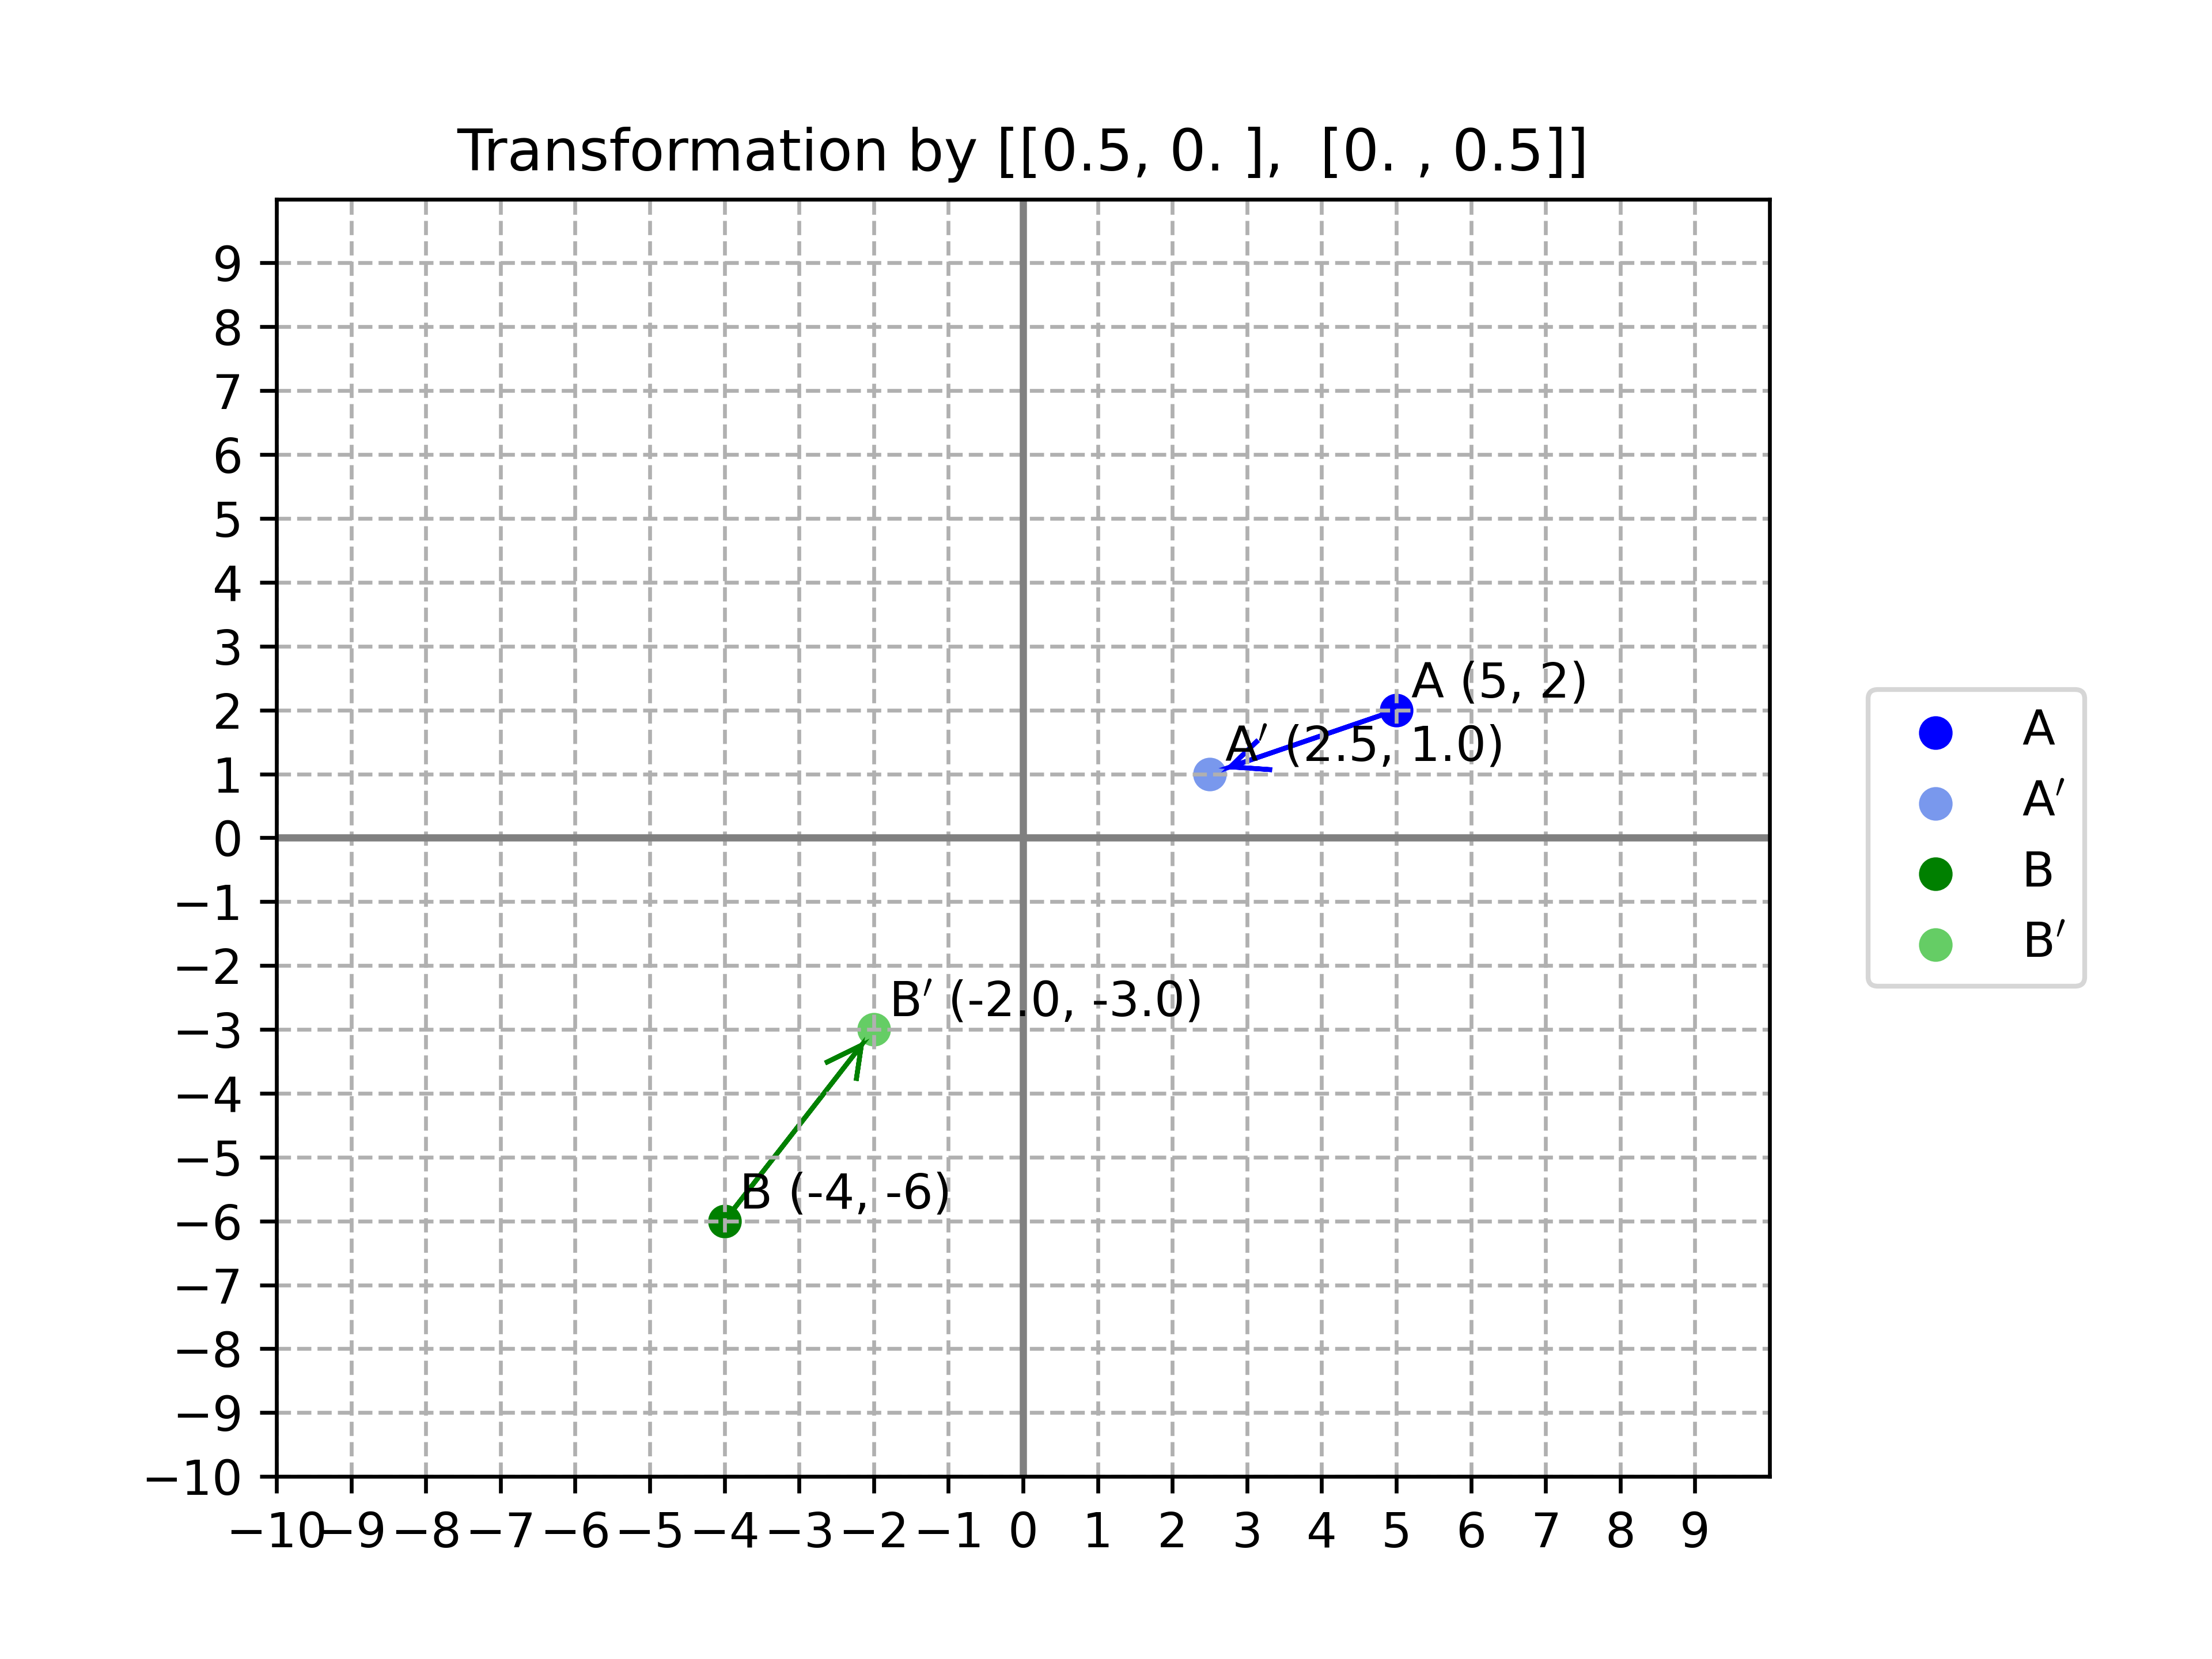 Transformation by [[0.5, 0. ],  [0. , 0.5]]
9
8
7
6
5
4
3
2
1
0
−1
−2
−3
−4
−5
−6
−7
−8
−9
−10
A (5, 2)
A′ (2.5, 1.0)
B′ (-2.0, -3.0)
B (-4, -6)
−10 −9 −8 −7 −6 −5 −4 −3 −2 −1 0 1 2 3 4 5 6 7 8 9
A
A′
B
B′